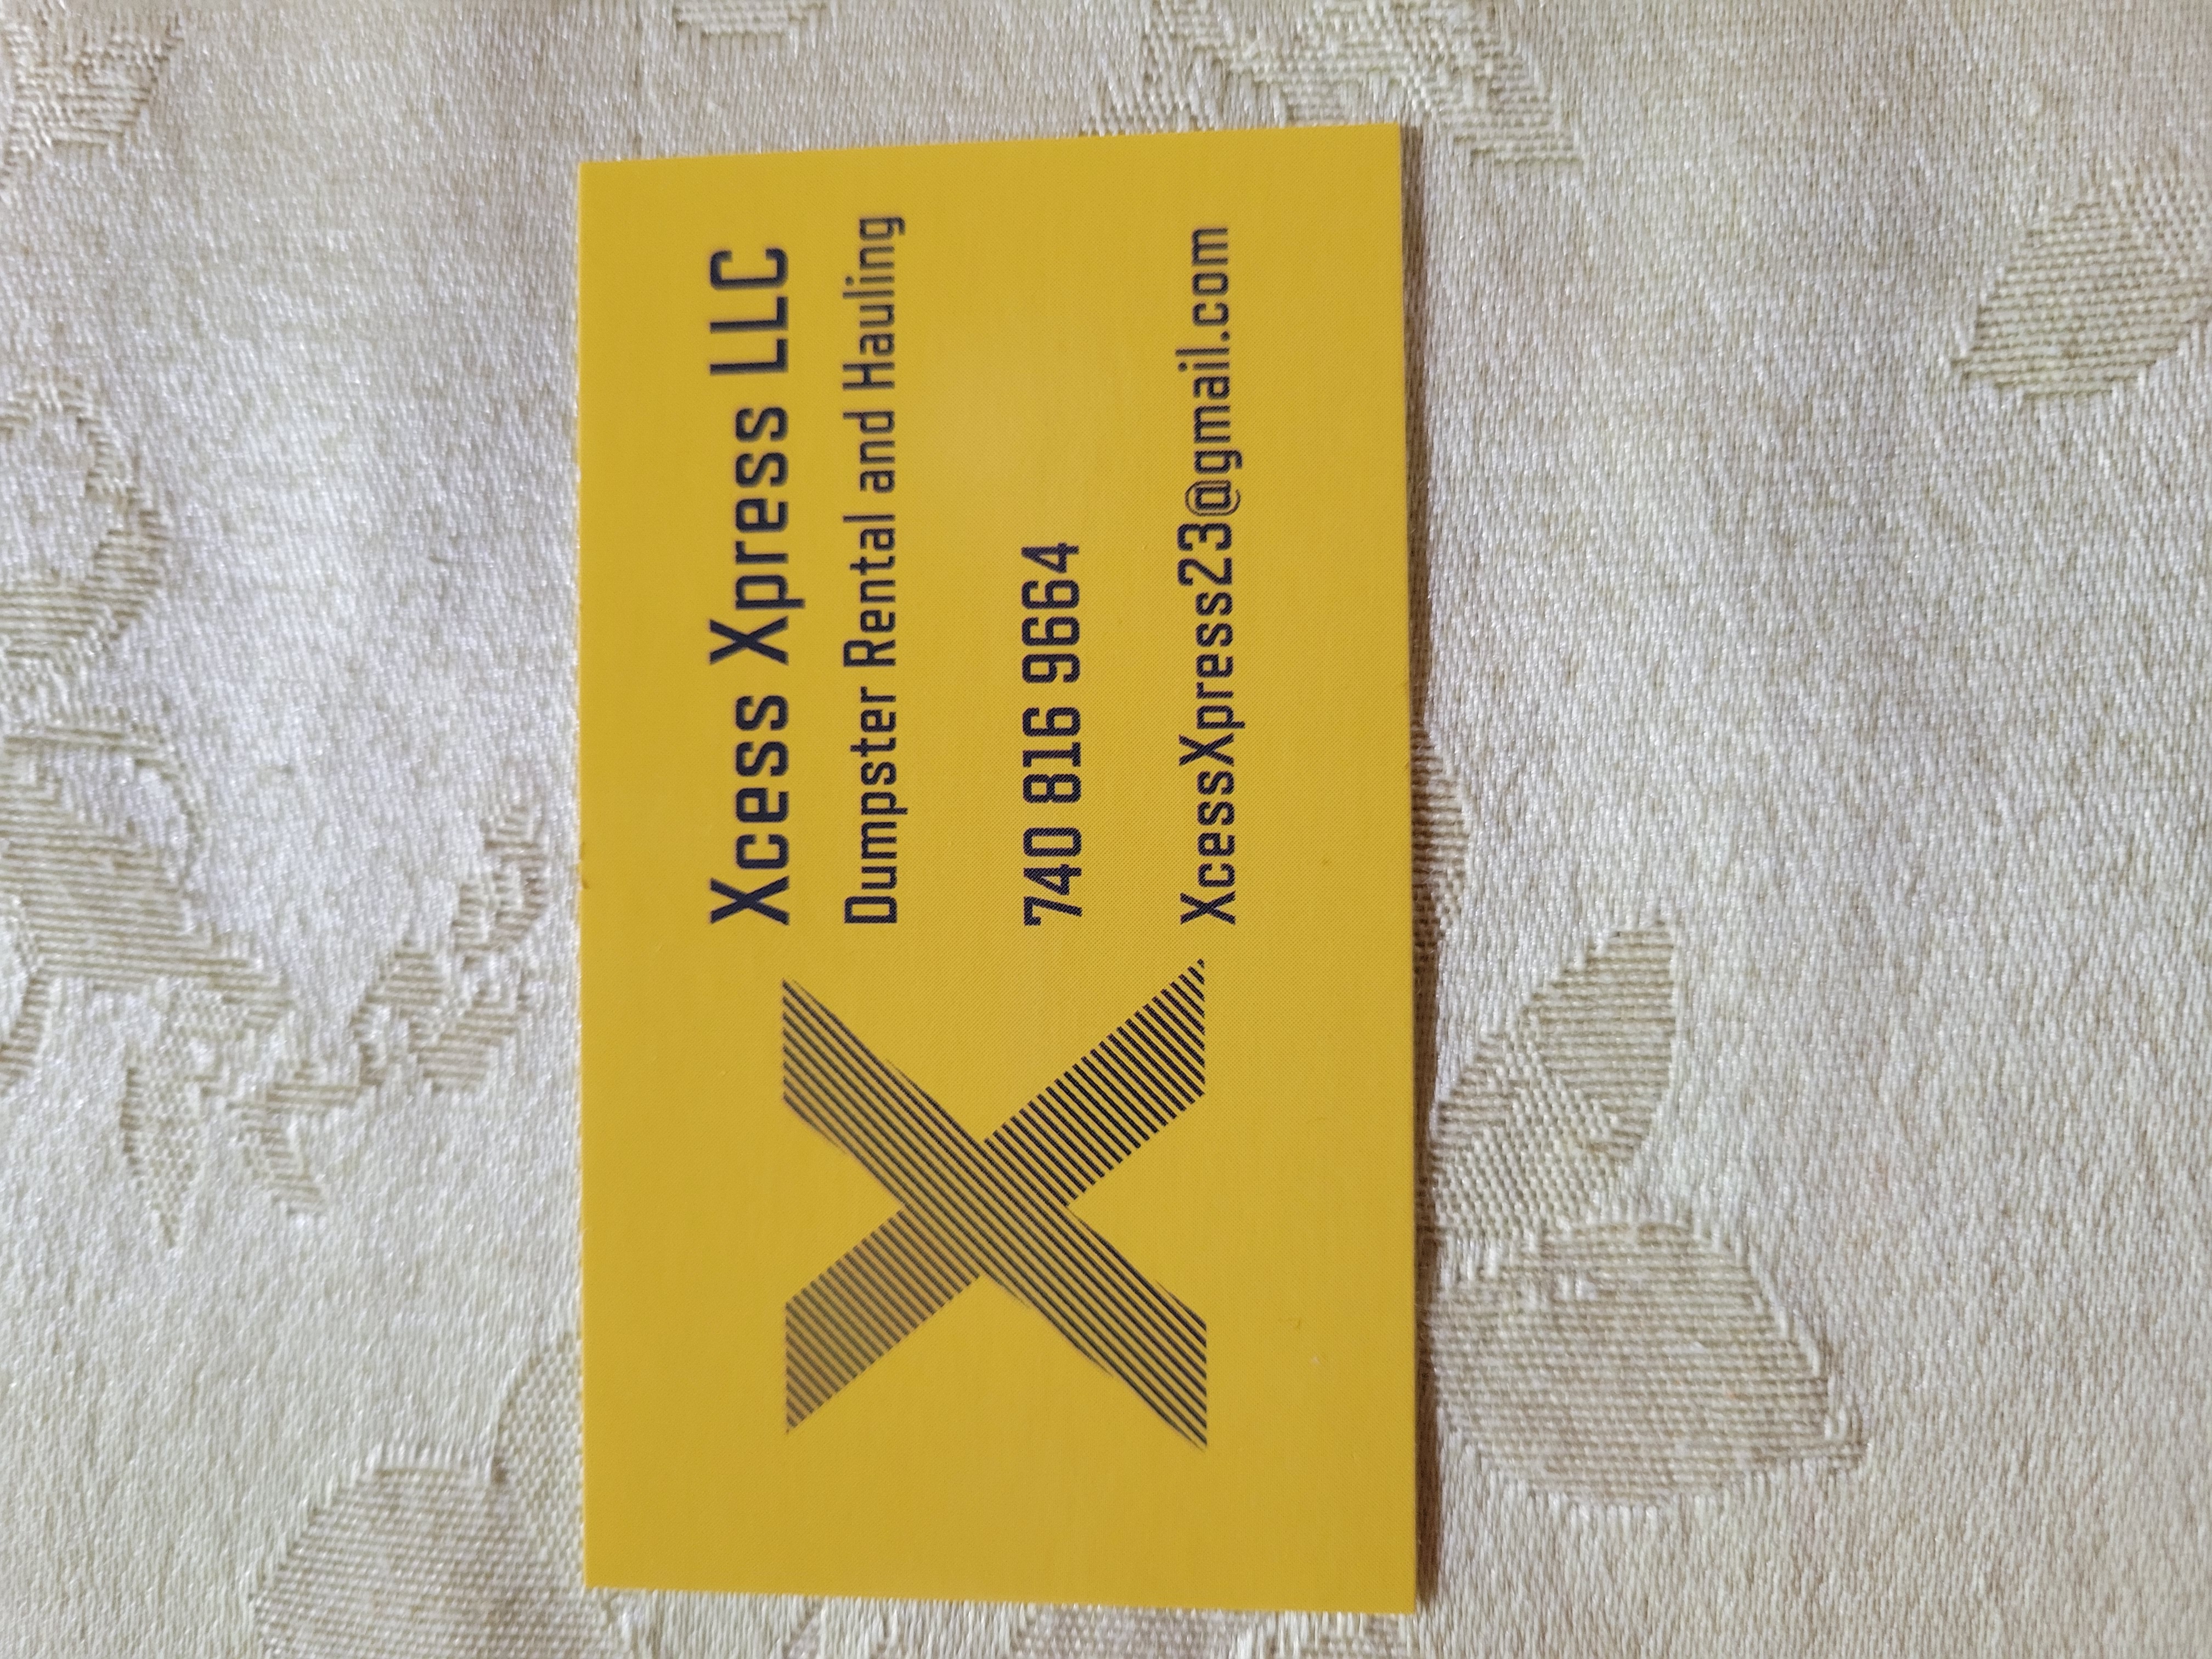 Xcess Xpress LLC
Dumpster Rental and Hauling
740 816 9664
XcessXpress23@gmail.com
X